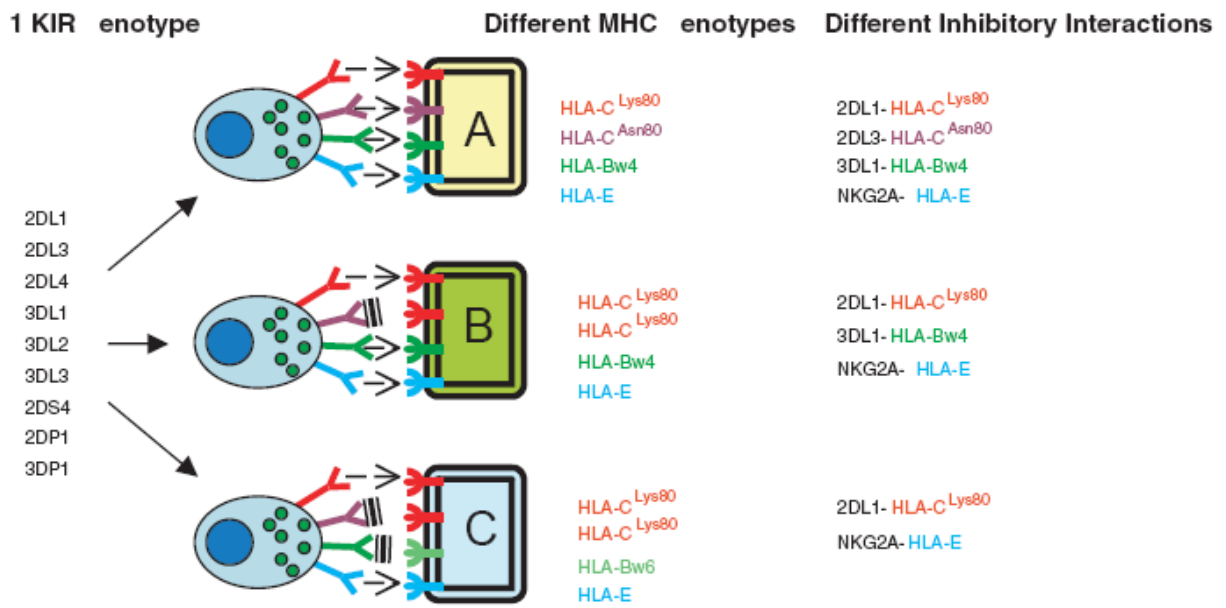 1 KIR enotype
Different MHC enotypes
Different Inhibitory Interactions
2DL1
2DL3
2DL4
3DL1
3DL2
3DL3
2DS4
2DP1
3DP1
A
HLA-C Lys80
HLA-C Asn80
HLA-Bw4
HLA-E
2DL1- HLA-C Lys80
2DL3- HLA-C Asn80
3DL1- HLA-Bw4
NKG2A- HLA-E
B
HLA-C Lys80
HLA-C Lys80
HLA-Bw4
HLA-E
2DL1- HLA-C Lys80
3DL1- HLA-Bw4
NKG2A- HLA-E
C
HLA-C Lys80
HLA-C Lys80
HLA-Bw6
HLA-E
2DL1- HLA-C Lys80
NKG2A- HLA-E